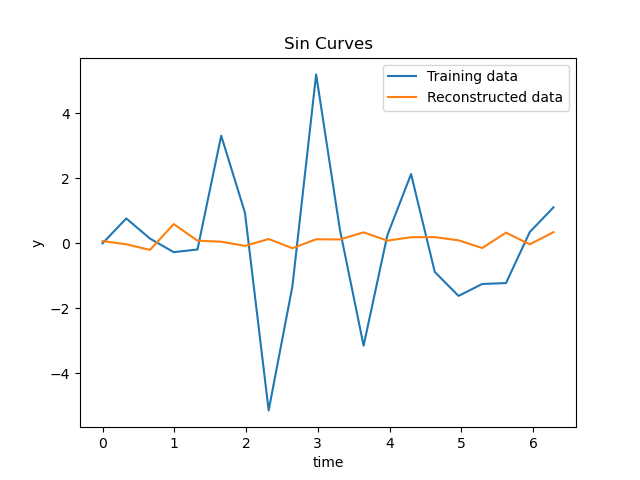 Sin Curves
Training data
Reconstructed data
4
2
0
−2
−4
y
0 1 2 3 4 5 6
time